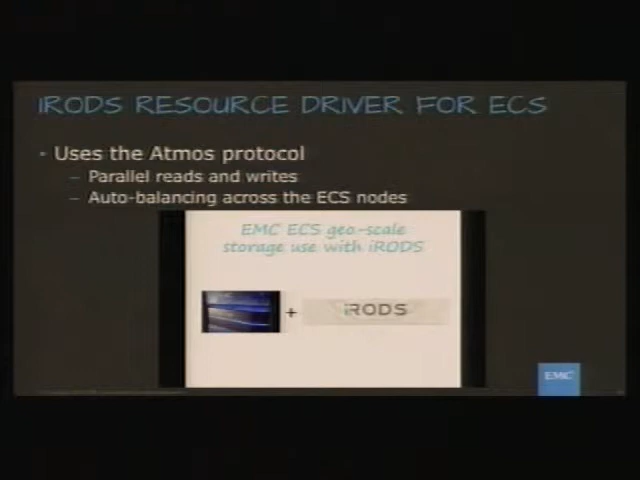 iRODS RESOURCE DRIVER FOR ECS
- Uses the Atmos protocol
– Parallel reads and writes
– Auto-balancing across the ECS nodes
EMC ECS geo-scale
storage use with iRODS
+ iRODS
EMC